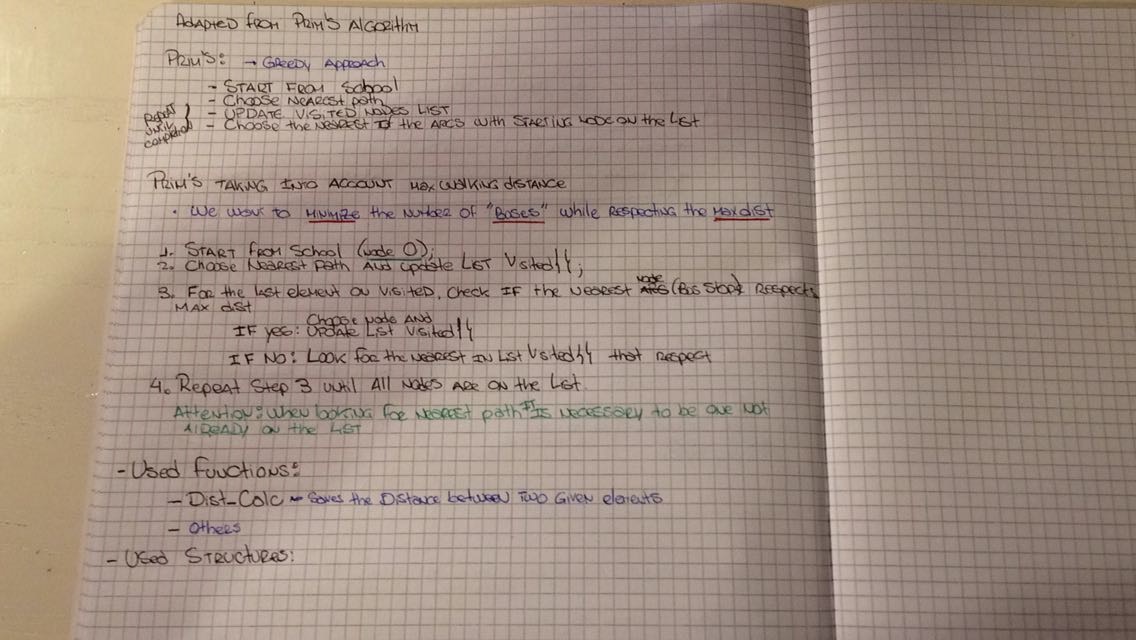 ADAPTED FROM PRIM'S ALGORITHM
PRIM'S: → GREEDY APPROACH
- START FROM School
- Choose NEAREST path
- UPDATE VISITED NODES LIST
- Choose the NEAREST of the ARCS with STARTING NODE ON the LIST
REPEAT
UNTIL
COMPLETION
PRIM'S TAKING INTO ACCOUNT MAX WALKING DISTANCE
• WE WANT to MINIMIZE the NUMBER OF "BUSES" while RESPECTING the MAX dist
1. START FROM School (node 0);
2. Choose NEAREST PATH AND update LIST Visited{};
3. FOR the last element ON VISITED, check IF the NEAREST NODE (BUS STOP) RESPECTS
MAX DIST
IF yes: Choose Node AND
UPDATE LIST VISITED{}
IF NO: LOOK for the NEAREST IN LIST Visited{} that RESPECT
4. REPEAT STEP 3 UNTIL ALL NODES ARE ON the LIST.
ATTENTION: WHEN looking FOR NEAREST path IT IS NECESSARY to be ONE NOT
ALREADY ON the LIST
- Used Functions:
- Dist_Calc → Saves the Distance between TWO GIVEN elements
- Others
- USED STRUCTURES: